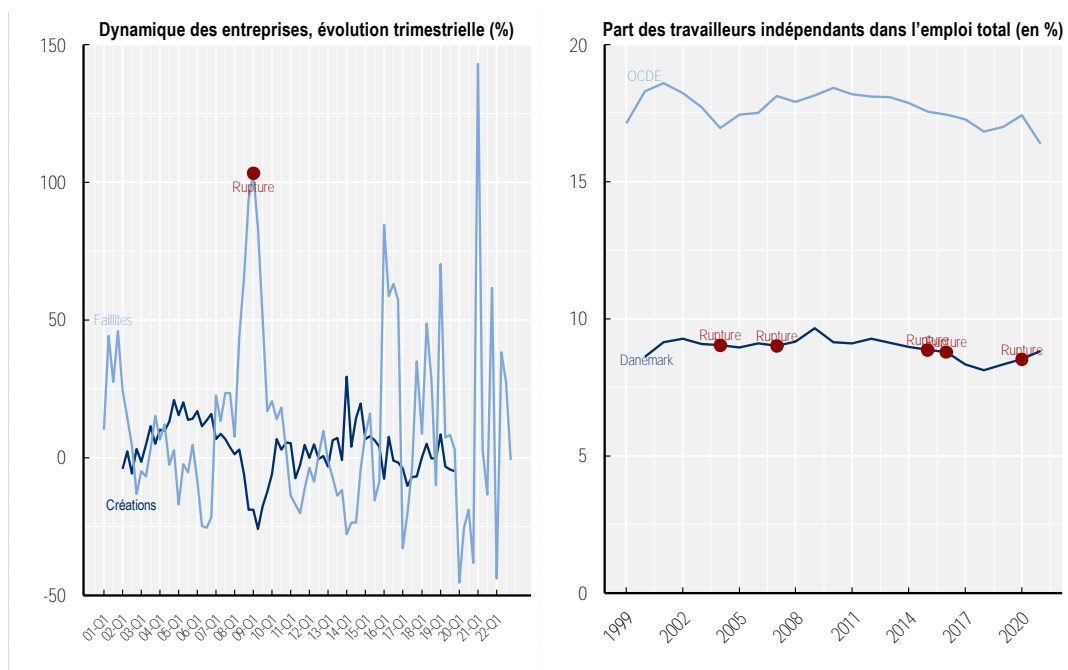 Dynamique des entreprises, évolution trimestrielle (%)
150
100
50
0
-50
Faillites
Rupture
Créations
01-Q1
02-Q1
03-Q1
04-Q1
05-Q1
06-Q1
07-Q1
08-Q1
09-Q1
10-Q1
11-Q1
12-Q1
13-Q1
14-Q1
15-Q1
16-Q1
17-Q1
18-Q1
19-Q1
20-Q1
21-Q1
22-Q1
Part des travailleurs indépendants dans l’emploi total (en %)
20
15
10
5
0
OCDE
Danemark
Rupture
Rupture
Rupture
Rupture
Rupture
1999
2002
2005
2008
2011
2014
2017
2020